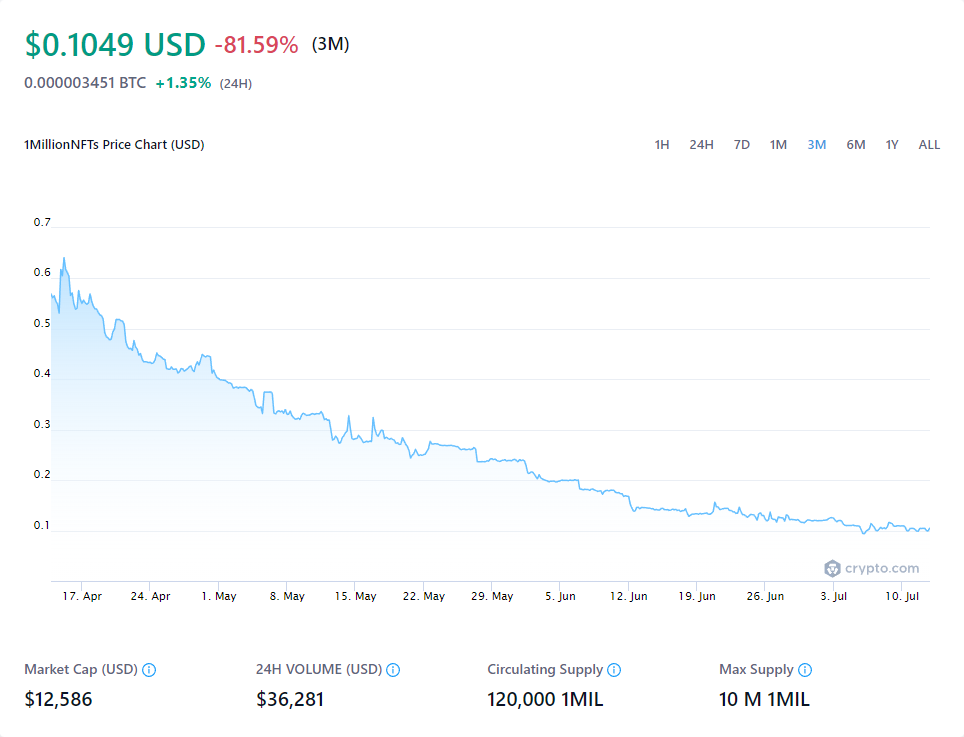 $0.1049 USD -81.59% (3M)
0.000003451 BTC +1.35% (24H)
1MillionNFTs Price Chart (USD) 1H 24H 7D 1M 3M 6M 1Y ALL
0.7
0.6
0.5
0.4
0.3
0.2
0.1
crypto.com
17. Apr 24. Apr 1. May 8. May 15. May 22. May 29. May 5. Jun 12. Jun 19. Jun 26. Jun 3. Jul 10. Jul
Market Cap (USD) 24H VOLUME (USD) Circulating Supply Max Supply
$12,586 $36,281 120,000 1MIL 10 M 1MIL